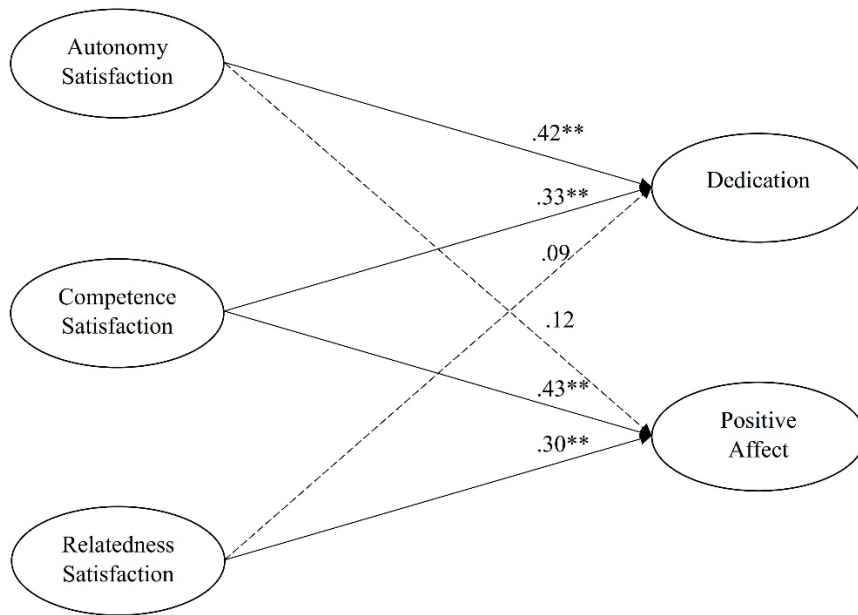 Autonomy
Satisfaction
.42**
Dedication
.33**
.09
Competence
Satisfaction
.12
.43**
Positive
Affect
.30**
Relatedness
Satisfaction